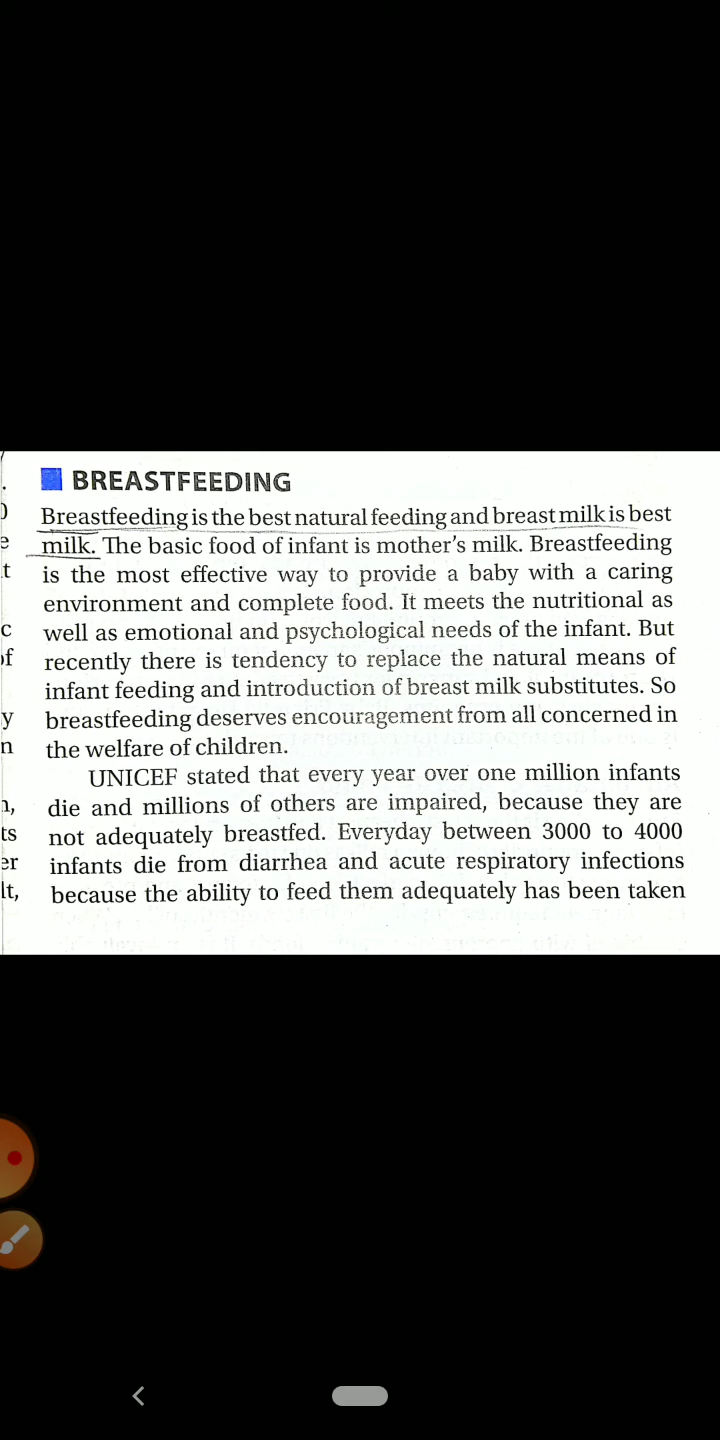 BREASTFEEDING
Breastfeeding is the best natural feeding and breast milk is best
milk. The basic food of infant is mother's milk. Breastfeeding
is the most effective way to provide a baby with a caring
environment and complete food. It meets the nutritional as
well as emotional and psychological needs of the infant. But
recently there is tendency to replace the natural means of
infant feeding and introduction of breast milk substitutes. So
breastfeeding deserves encouragement from all concerned in
the welfare of children.
UNICEF stated that every year over one million infants
die and millions of others are impaired, because they are
not adequately breastfed. Everyday between 3000 to 4000
infants die from diarrhea and acute respiratory infections
because the ability to feed them adequately has been taken